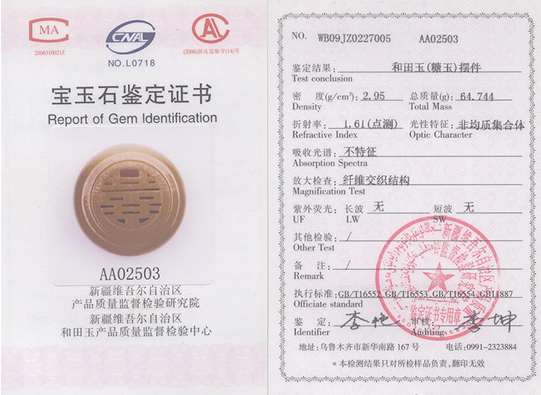 MA
CNAL
AL
NO.L0718
宝玉石鉴定证书
Report of Gem Identification
AA02503
新疆维吾尔自治区
产品质量监督检验研究院
新疆维吾尔自治区
和田玉产品质量监督检验中心
NO. WB09JZ0227005 AA02503
鉴定结果: 和田玉(糖玉)摆件
Test conclusion
密 度(g/cm³): 2.95 总质量(g): 64.744
Density Total Mass
折射率: 1.61(点测) 光性特征: 非均质集合体
Refractive Index Optic Character
吸收光谱: 不特征
Absorption Spectra
放大检查: 纤维交织结构
Magnification Test
紫外荧光: 长波 无 短波 无
UF LW SW
其他检验: /
Other Test
备 注: /
Remark
执行标准: GB/T16552 GB/T16553 GB/T16554 GB11887
Officiate standard
鉴 定: 审核:
Identifier Auditing
鉴定证书专用章
地址:乌鲁木齐市新华南路 167 号 电话:0991-2323884
*本检测结果只对所检样品负责,翻印无效